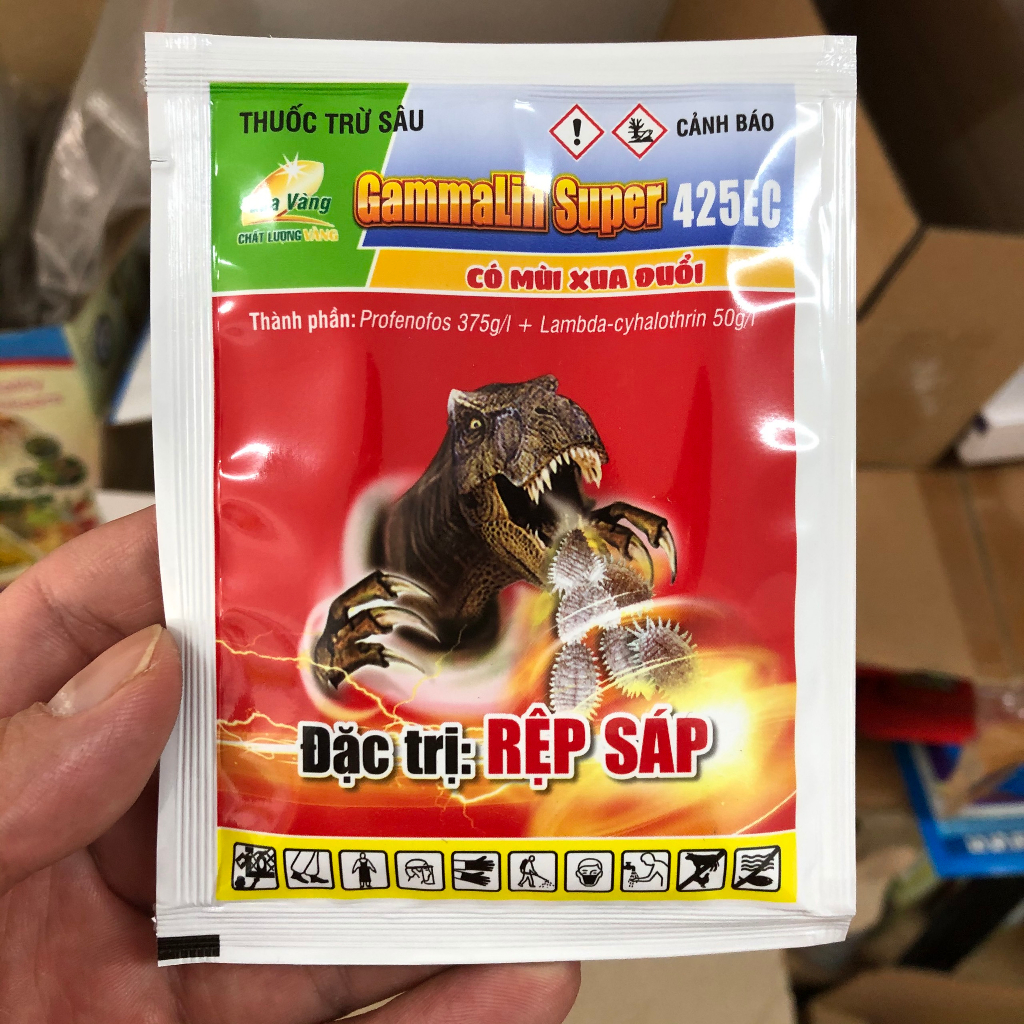 THUỐC TRỪ SÂU
CẢNH BÁO
Vàng
CHẤT LƯỢNG VÀNG
GammaLin Super 425EC
CÓ MÙI XUA ĐUỔI
Thành phần: Profenofos 375g/l + Lambda-cyhalothrin 50g/l
Đặc trị: RỆP SÁP